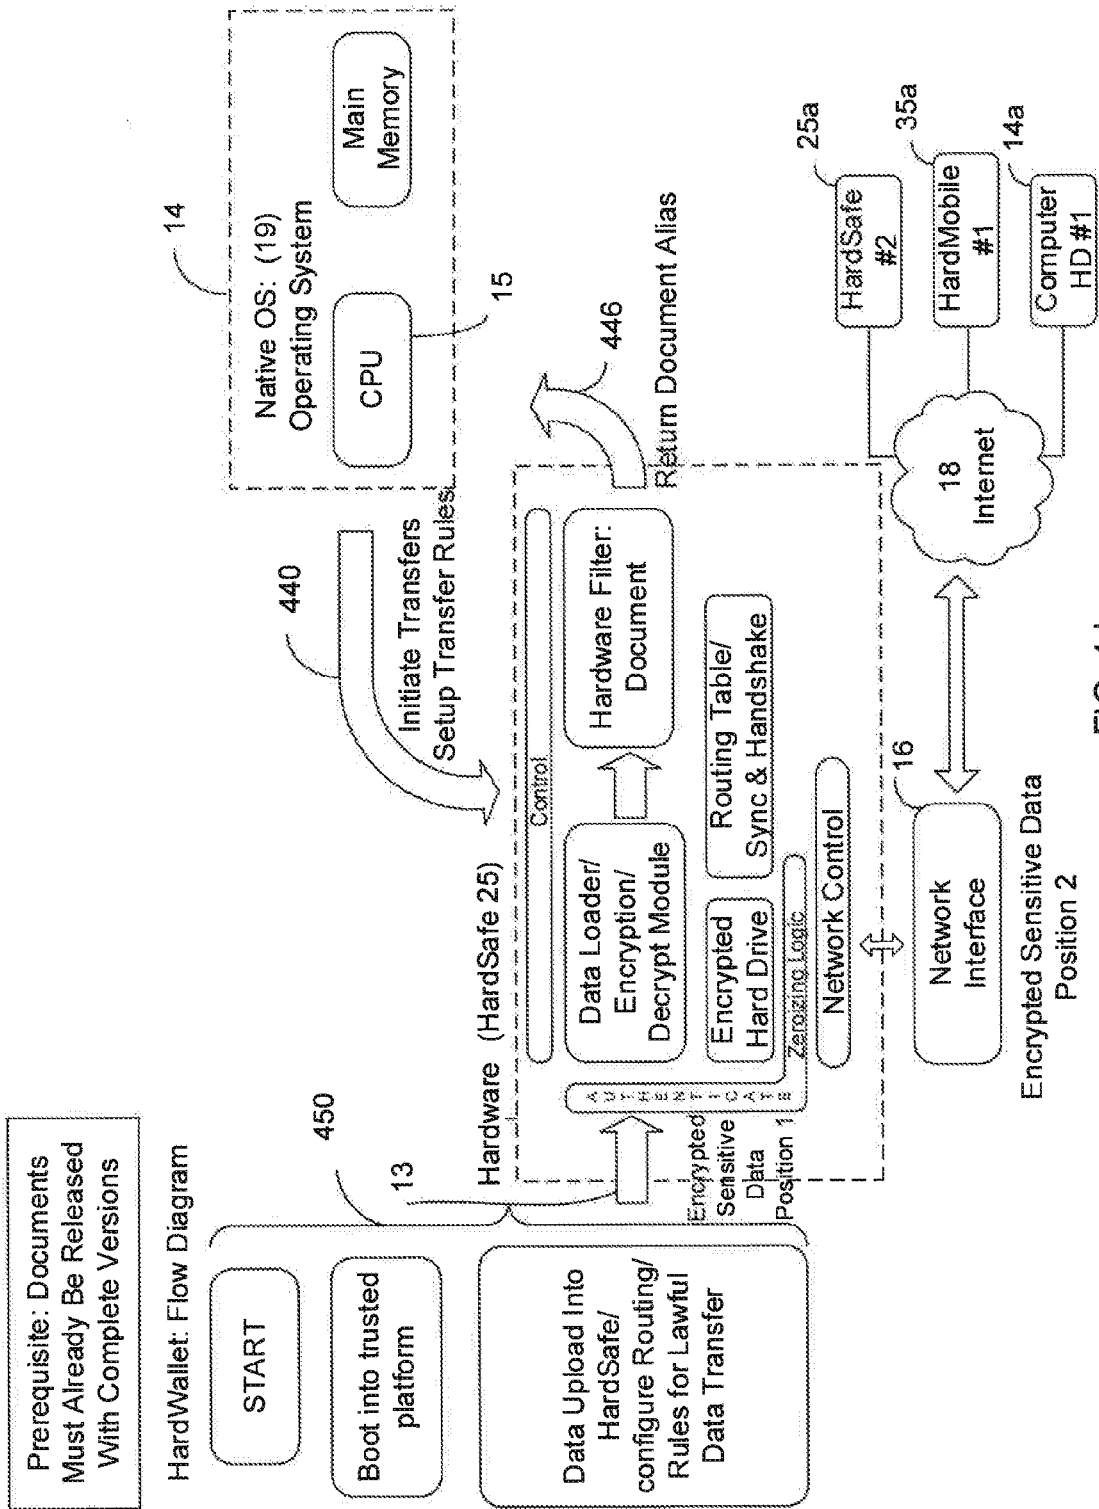 Prerequisite: Documents
Must Already Be Released
With Complete Versions
HardWallet: Flow Diagram
START
Boot into trusted
platform
Data Upload Into
HardSafe/
configure Routing/
Rules for Lawful
Data Transfer
450
13
Hardware (HardSafe 25)
Control
Data Loader/
Encryption/
Decrypt Module
Hardware Filter:
Document
Encrypted
Hard Drive
Routing Table/
Sync & Handshake
AUTHENTICATE
Zeroizing Logic
Network Control
Encrypted
Sensitive
Data
Position 1
440
Initiate Transfers
Setup Transfer Rules
14
Native OS: (19)
Operating System
CPU
Main
Memory
15
446
Return Document Alias
16
Network
Interface
Encrypted Sensitive Data
Position 2
18
Internet
HardSafe
#2
25a
HardMobile
#1
35a
Computer
HD #1
14a